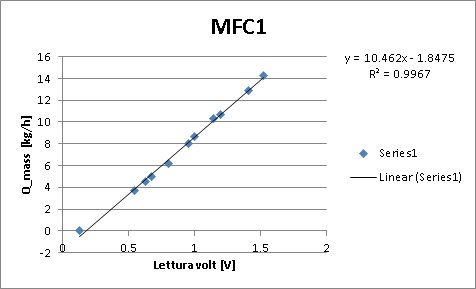 MFC1
y = 10.462x - 1.8475
R² = 0.9967
Q_mass [kg/h]
16
14
12
10
8
6
4
2
0
-2
0
0.5
1
1.5
2
Lettura volt [V]
Series1
Linear (Series1)